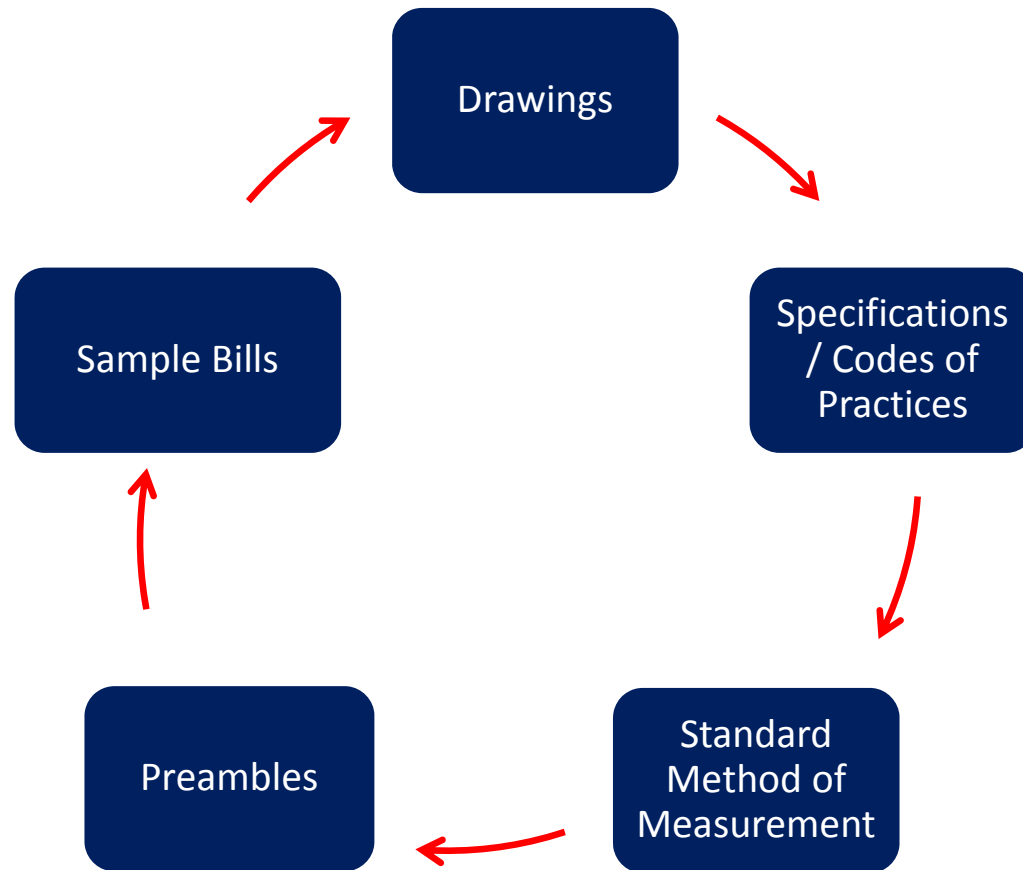 Drawings
Specifications
/ Codes of
Practices
Standard
Method of
Measurement
Preambles
Sample Bills